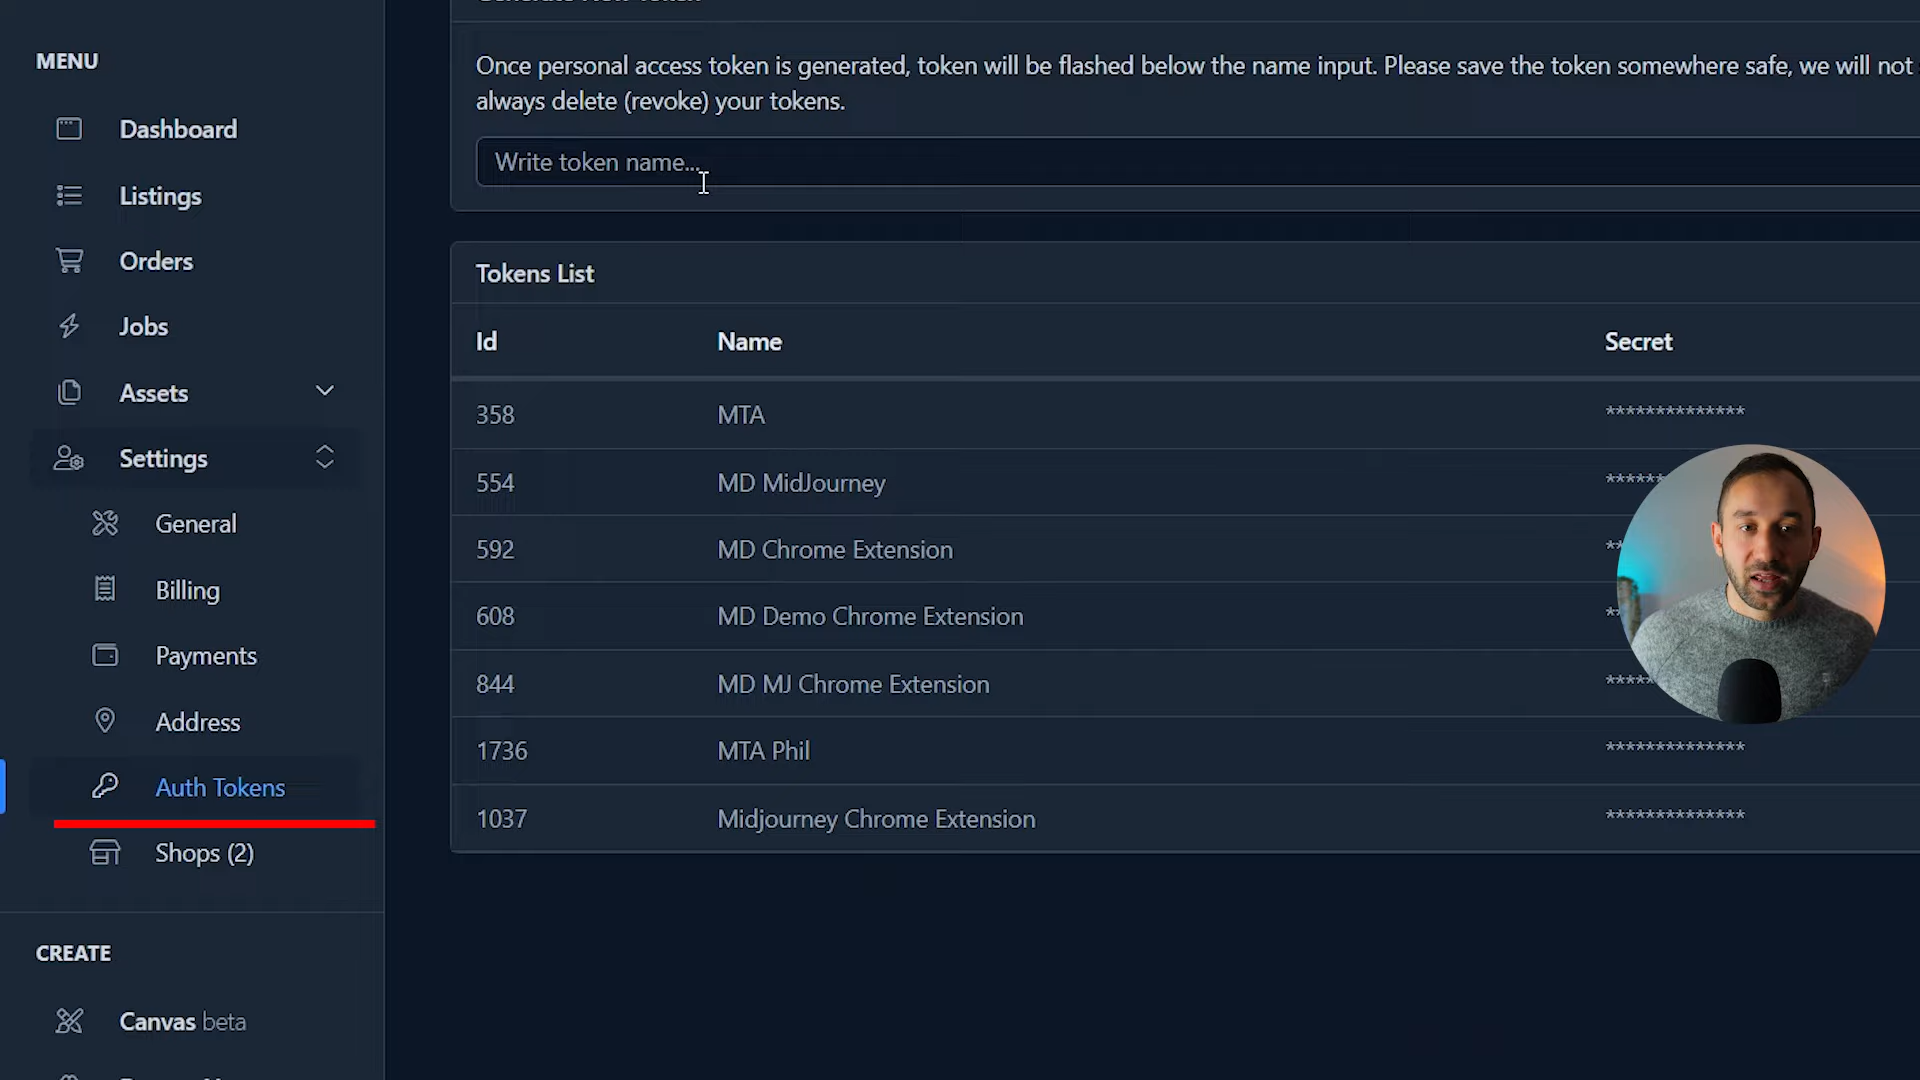 MENU
Dashboard
Listings
Orders
Jobs
Assets
Settings
General
Billing
Payments
Address
Auth Tokens
Shops (2)
CREATE
Canvas beta
Once personal access token is generated, token will be flashed below the name input. Please save the token somewhere safe, we will not
always delete (revoke) your tokens.
Write token name...
Tokens List
Id Name Secret
358 MTA **************
554 MD MidJourney ******
592 MD Chrome Extension **
608 MD Demo Chrome Extension **
844 MD MJ Chrome Extension *****
1736 MTA Phil **************
1037 Midjourney Chrome Extension **************